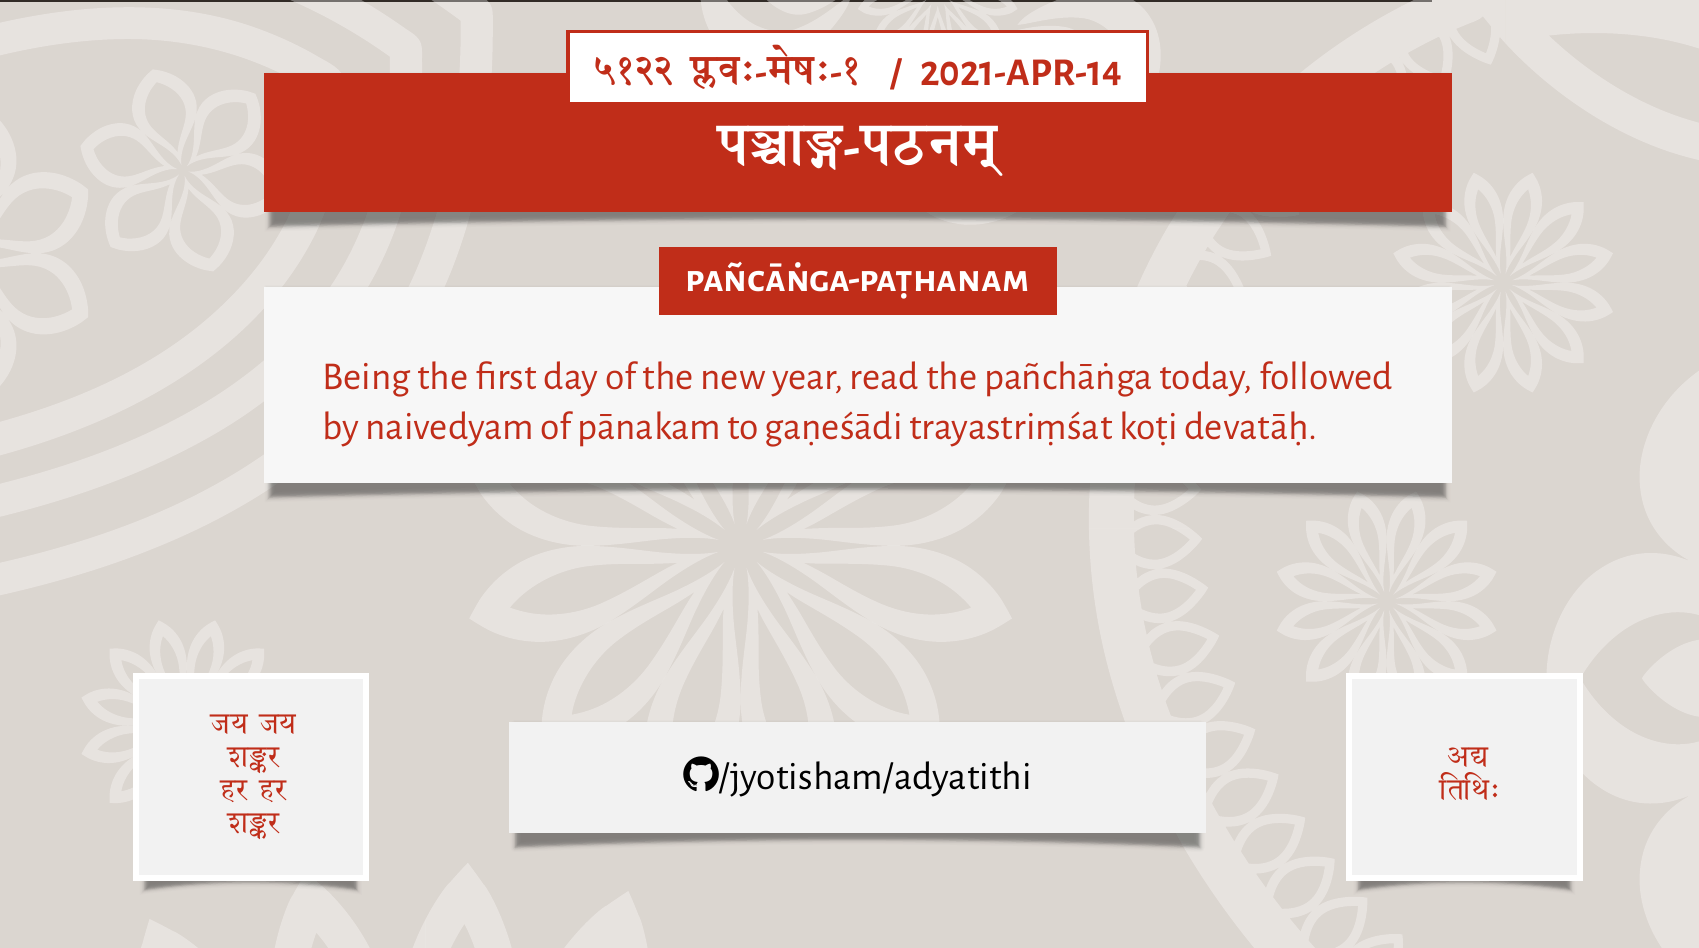 ५१२२ प्लवः-मेषः-१ / 2021-APR-14
पञ्चाङ्ग-पठनम्
PAÑCĀṄGA-PAṬHANAM
Being the first day of the new year, read the pañchāṅga today, followed
by naivedyam of pānakam to gaṇeśādi trayastriṃśat koṭi devatāḥ.
जय जय
शङ्कर
हर हर
शङ्कर
/jyotisham/adyatithi
अद्य
तिथिः